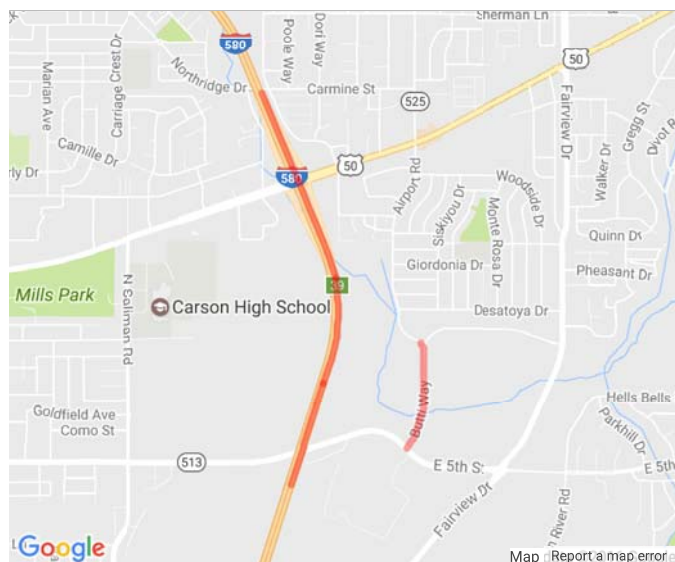 Sherman Ln
580
Poole Way
Dori Way
50
Marian Ave
Carriage Crest Dr
Northridge Dr
Carmine St
525
Fairview Dr
Gregg St
Divot R
Camille Dr
50
Walker Dr
rly Dr
580
Airport Rd
Woodside Dr
Siskiyou Dr
Monte Rosa Dr
Quinn Dr
Giordonia Dr
Pheasant Dr
Mills Park
N Saliman Rd
39
Carson High School
Desatoya Dr
Butti Way
Hells Bells
Goldfield Ave
Como St
Parkhill Dr
513
E 5th St
E 5th
Fairview Dr
n River Rd
Google
Map
Report a map error